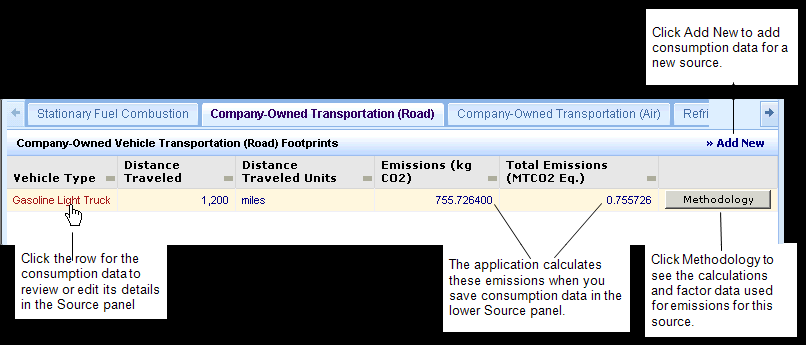 Click Add New to add
consumption data for a
new source.
Stationary Fuel Combustion
Company-Owned Transportation (Road)
Company-Owned Transportation (Air)
Refri
Company-Owned Vehicle Transportation (Road) Footprints
» Add New
Vehicle Type
Distance
Traveled
Distance
Traveled Units
Emissions (kg
CO2)
Total Emissions
(MTCO2 Eq.)
Gasoline Light Truck
1,200
miles
755.726400
0.755726
Methodology
Click the row for the
consumption data to
review or edit its details
in the Source panel
The application calculates
these emissions when you
save consumption data in the
lower Source panel.
Click Methodology to
see the calculations
and factor data used
for emissions for this
source.